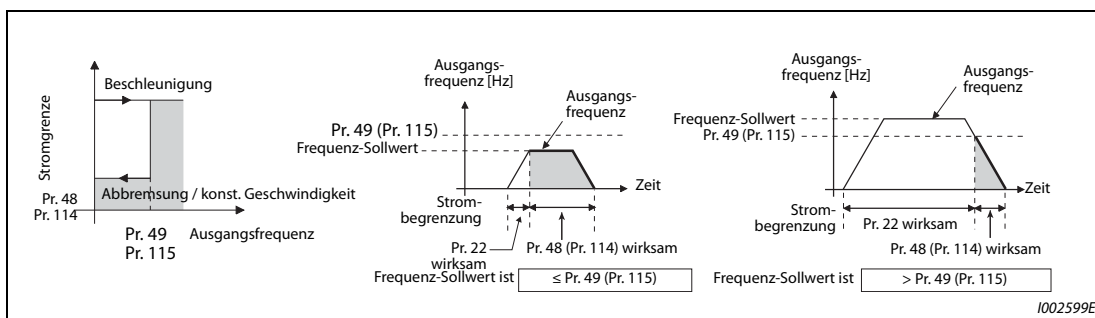 Stromgrenze
Beschleunigung
Abbremsung / konst. Geschwindigkeit
Pr. 48
Pr. 114
Pr. 49
Pr. 115
Ausgangsfrequenz
Ausgangs-
frequenz [Hz]
Ausgangs-
frequenz
Pr. 49 (Pr. 115)
Frequenz-Sollwert
Zeit
Strom-
begrenzung
Pr. 22
wirksam
Pr. 48 (Pr. 114) wirksam
Frequenz-Sollwert ist ≤ Pr. 49 (Pr. 115)
Ausgangs-
frequenz [Hz]
Ausgangs-
frequenz
Frequenz-Sollwert
Pr. 49 (Pr. 115)
Zeit
Strom-
begrenzung
Pr. 22 wirksam
Pr. 48 (Pr. 114) wirksam
Frequenz-Sollwert ist > Pr. 49 (Pr. 115)
I002599E